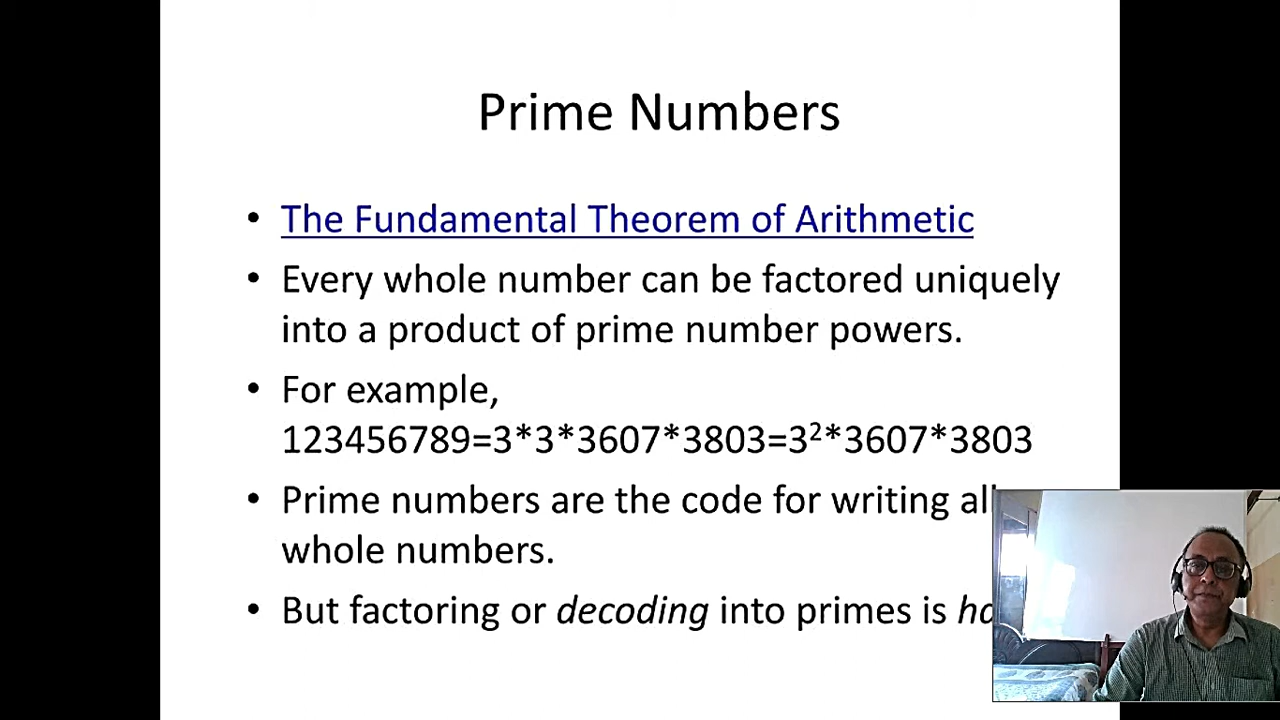 Prime Numbers
• The Fundamental Theorem of Arithmetic
• Every whole number can be factored uniquely
into a product of prime number powers.
• For example,
123456789=3*3*3607*3803=3²*3607*3803
• Prime numbers are the code for writing all
whole numbers.
• But factoring or decoding into primes is